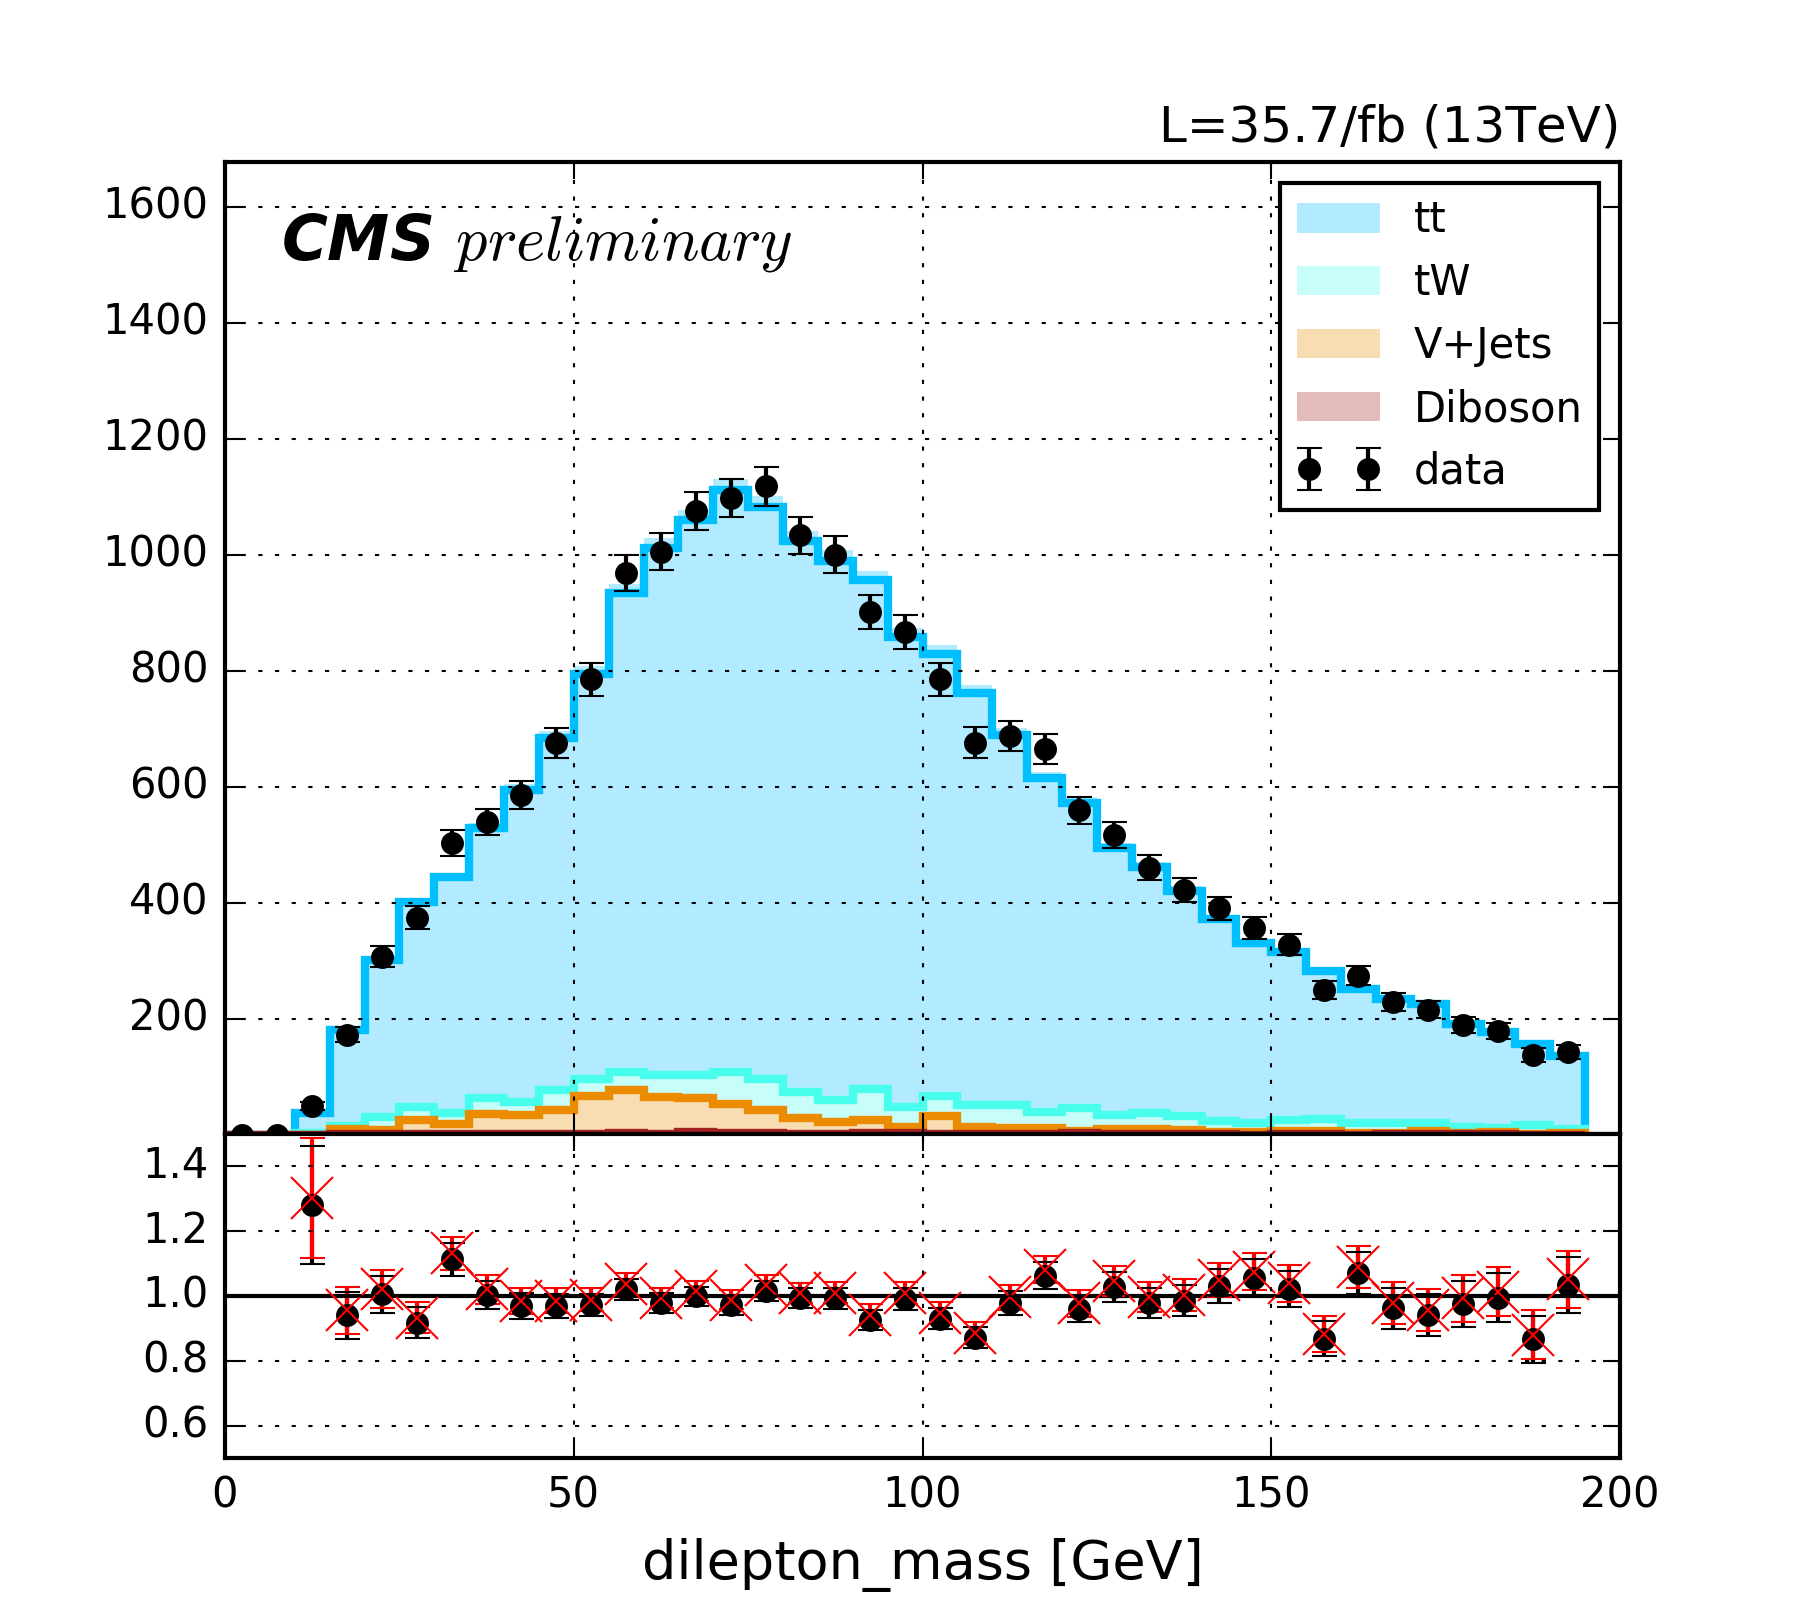 L=35.7/fb (13TeV)
CMS preliminary
tt
tW
V+Jets
Diboson
data
1600
1400
1200
1000
800
600
400
200
1.4
1.2
1.0
0.8
0.6
0 50 100 150 200
dilepton_mass [GeV]